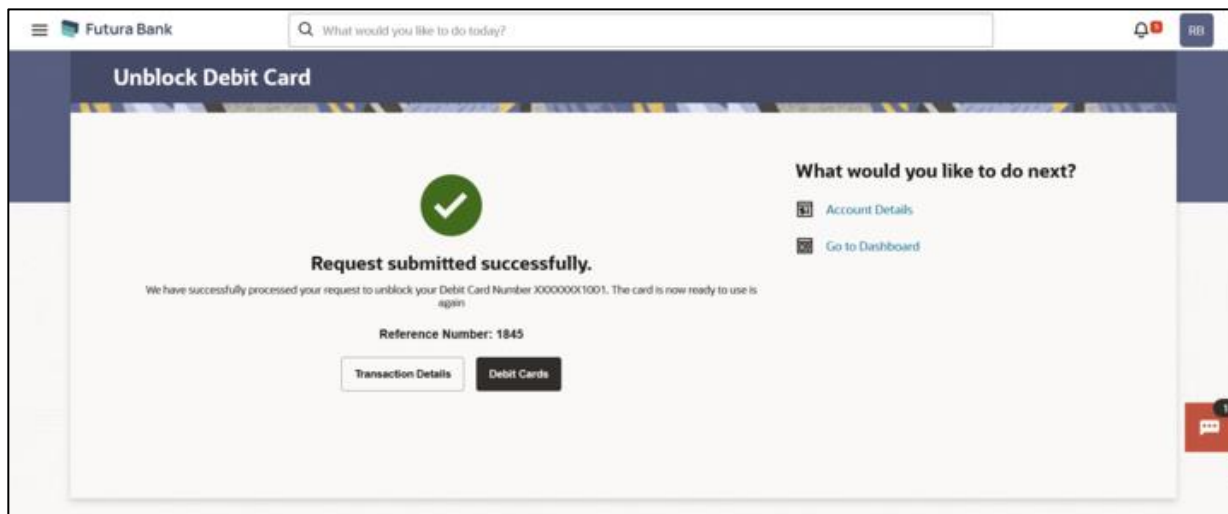 Futura Bank
What would you like to do today?
5
RB
Unblock Debit Card
Request submitted successfully.
We have successfully processed your request to unblock your Debit Card Number XXXXXXX1001. The card is now ready to use is
again
Reference Number: 1845
Transaction Details
Debit Cards
What would you like to do next?
Account Details
Go to Dashboard
1